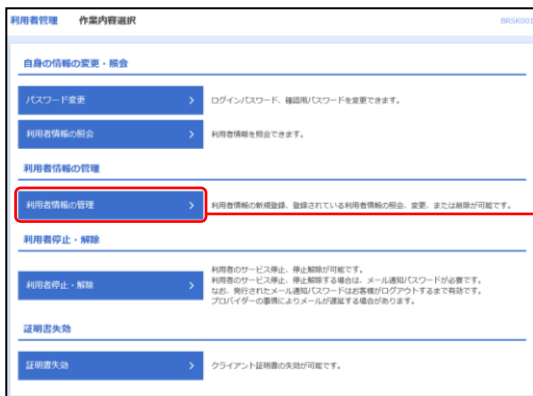 利用者管理 作業内容選択 BRSK001
自身の情報の変更・照会
パスワード変更 ログインパスワード、確認用パスワードを変更できます。
利用者情報の照会 利用者情報を照会できます。
利用者情報の管理
利用者情報の管理 利用者情報の新規登録、登録されている利用者情報の照会、変更、または削除が可能です。
利用者停止・解除
利用者のサービス停止、停止解除が可能です。
利用者停止・解除 利用者のサービス停止、停止解除する場合は、メール通知パスワードが必要です。
なお、発行されたメール通知パスワードはお客様がログアウトするまで有効です。
プロバイダーの事情によりメールが遅延する場合があります。
証明書失効
証明書失効 クライアント証明書の失効が可能です。